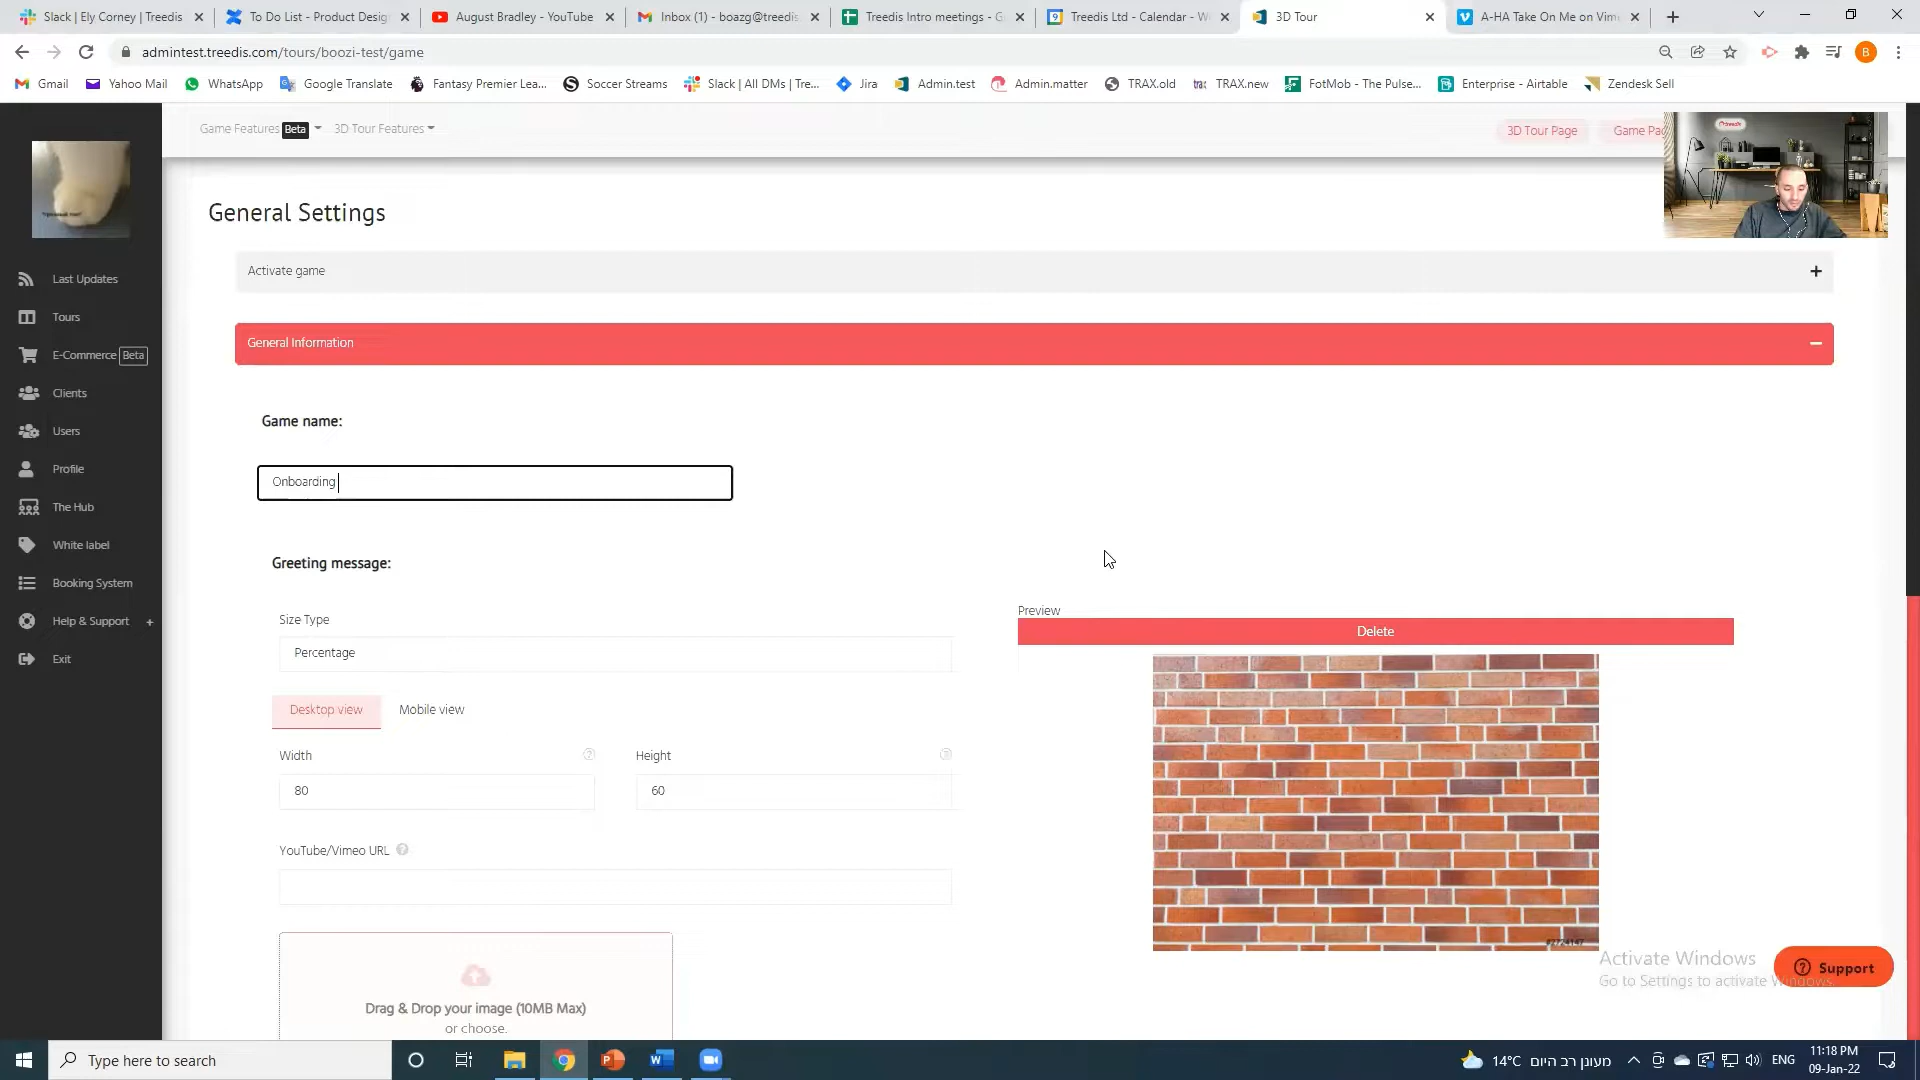 Slack | Ely Corney | Treedis
To Do List - Product Desig
August Bradley - YouTube
Inbox (1) - boazg@treedis
Treedis Intro meetings - G
Treedis Ltd - Calendar - W
3D Tour
A-HA Take On Me on Vim
admintest.treedis.com/tours/boozi-test/game
B
Gmail
Yahoo Mail
WhatsApp
Google Translate
Fantasy Premier Lea...
Soccer Streams
Slack | All DMs | Tre...
Jira
Admin.test
Admin.matter
TRAX.old
TRAX.new
FotMob - The Pulse...
Enterprise - Airtable
Zendesk Sell
Game Features Beta
3D Tour Features
3D Tour Page
Game Pag
General Settings
Activate game
General Information
Game name:
Onboarding
Greeting message:
Size Type
Percentage
Desktop view
Mobile view
Width
Height
80
60
YouTube/Vimeo URL
Drag & Drop your image (10MB Max)
or choose.
Preview
Delete
#2724147
Last Updates
Tours
E-Commerce Beta
Clients
Users
Profile
The Hub
White label
Booking System
Help & Support +
Exit
Activate Windows
Go to Settings to activate Windows.
Support
Type here to search
14°C מעונן רב היום
ENG
11:18 PM
09-Jan-22